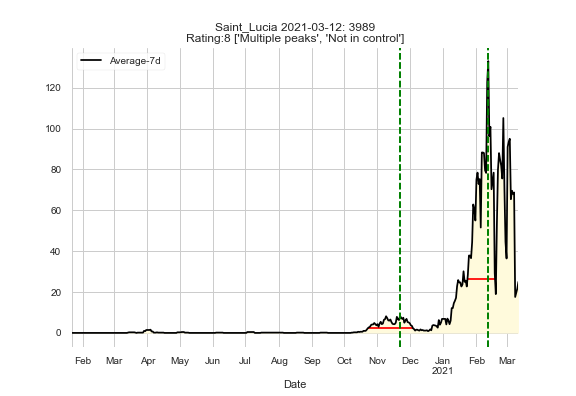 Saint_Lucia 2021-03-12: 3989
Rating:8 ['Multiple peaks', 'Not in control']
Average-7d
120
100
80
60
40
20
0
Feb Mar Apr May Jun Jul Aug Sep Oct Nov Dec Jan Feb Mar
2021
Date